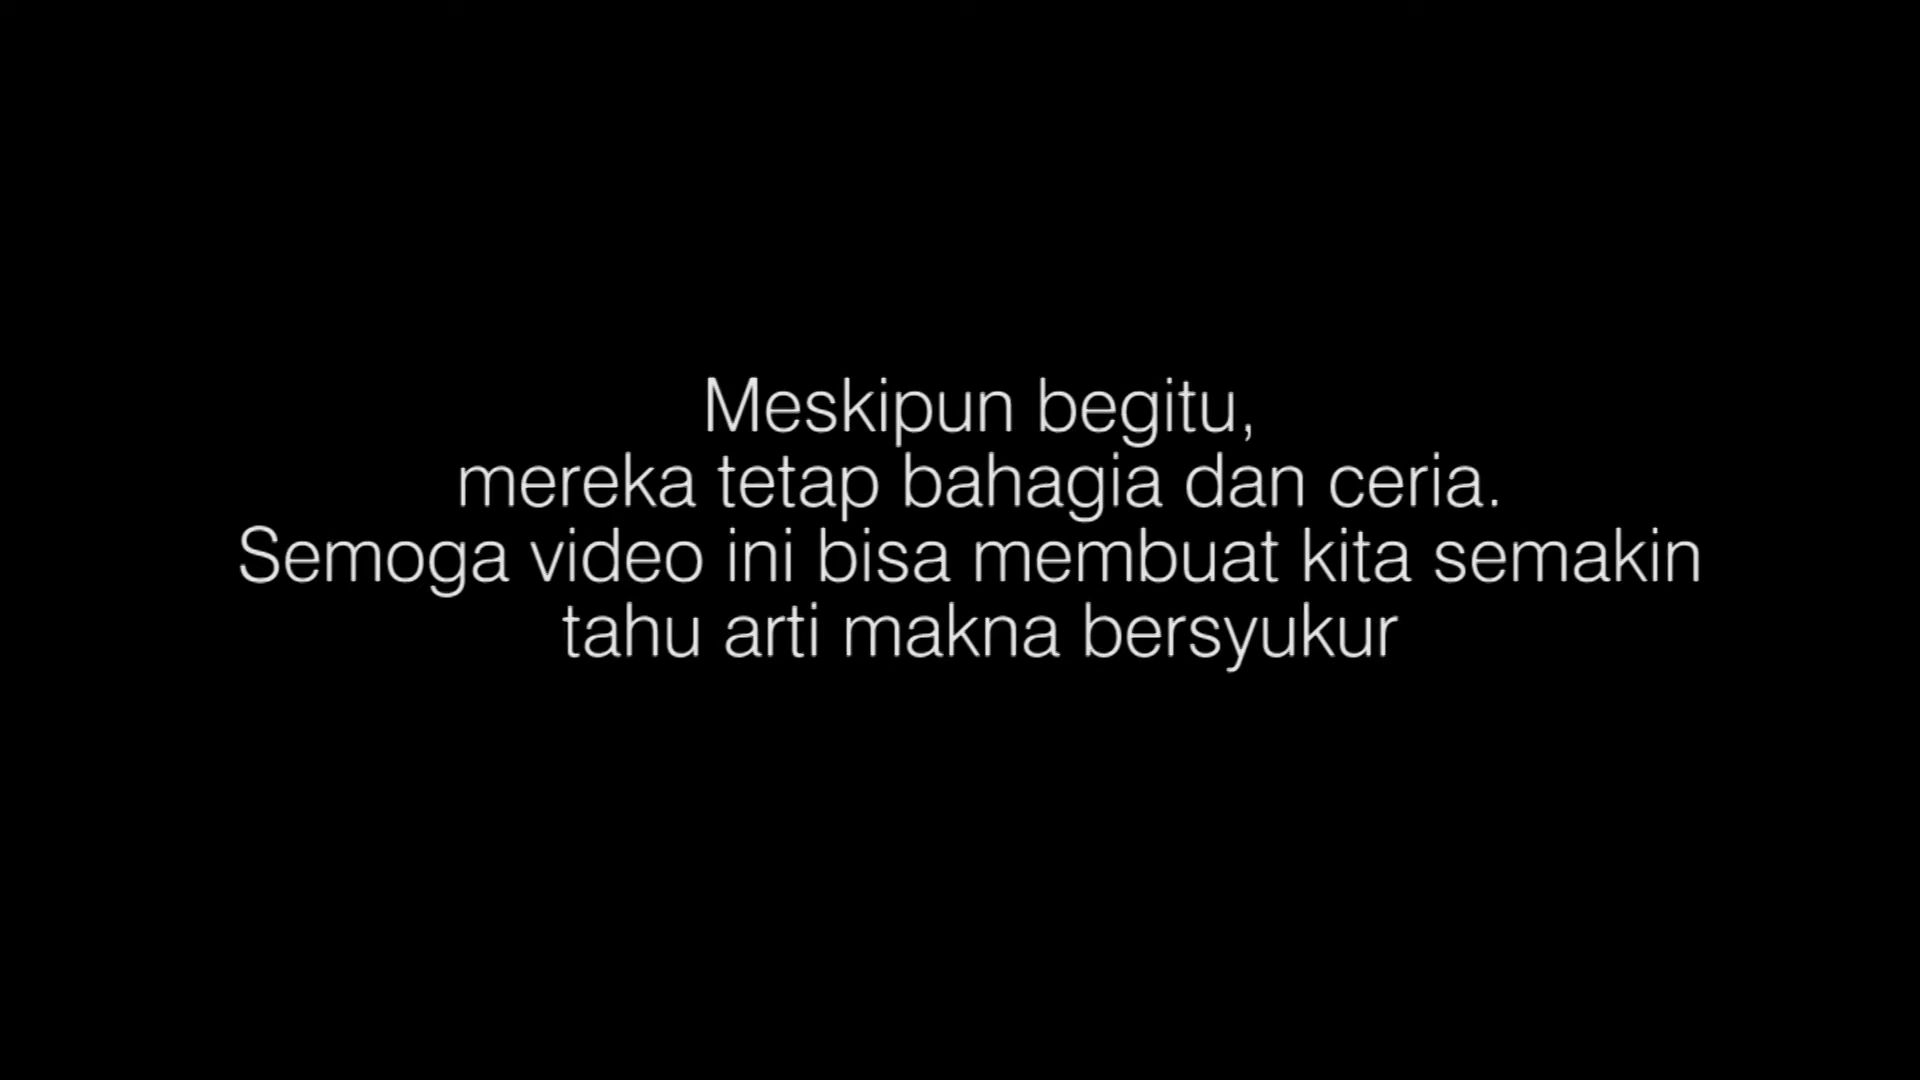 Meskipun begitu,
mereka tetap bahagia dan ceria.
Semoga video ini bisa membuat kita semakin
tahu arti makna bersyukur